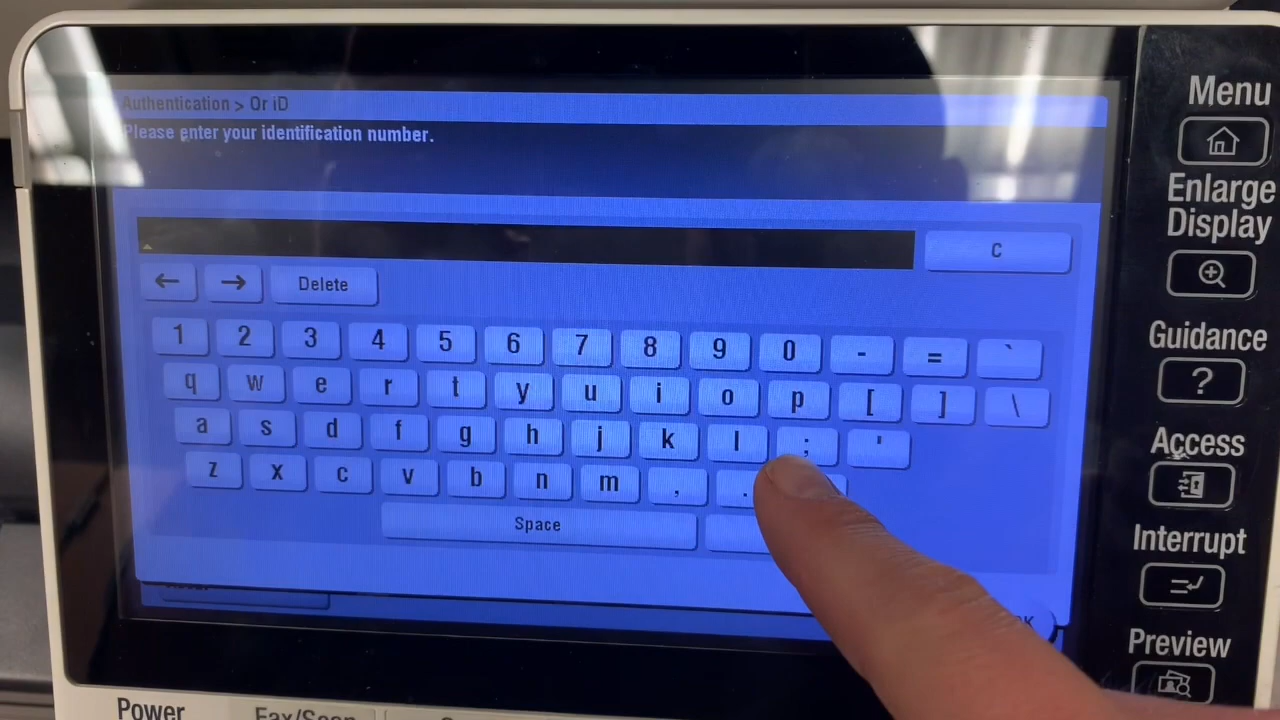 Menu
Authentication > Or iD
Please enter your identification number.
Enlarge
Display
C
← → Delete
Guidance
1 2 3 4 5 6 7 8 9 0 - = `
?
q w e r t y u i o p [ ] \
a s d f g h j k l ; '
Access
z x c v b n m , .
Space
Interrupt
OK
Preview
Power
Fax/Scan